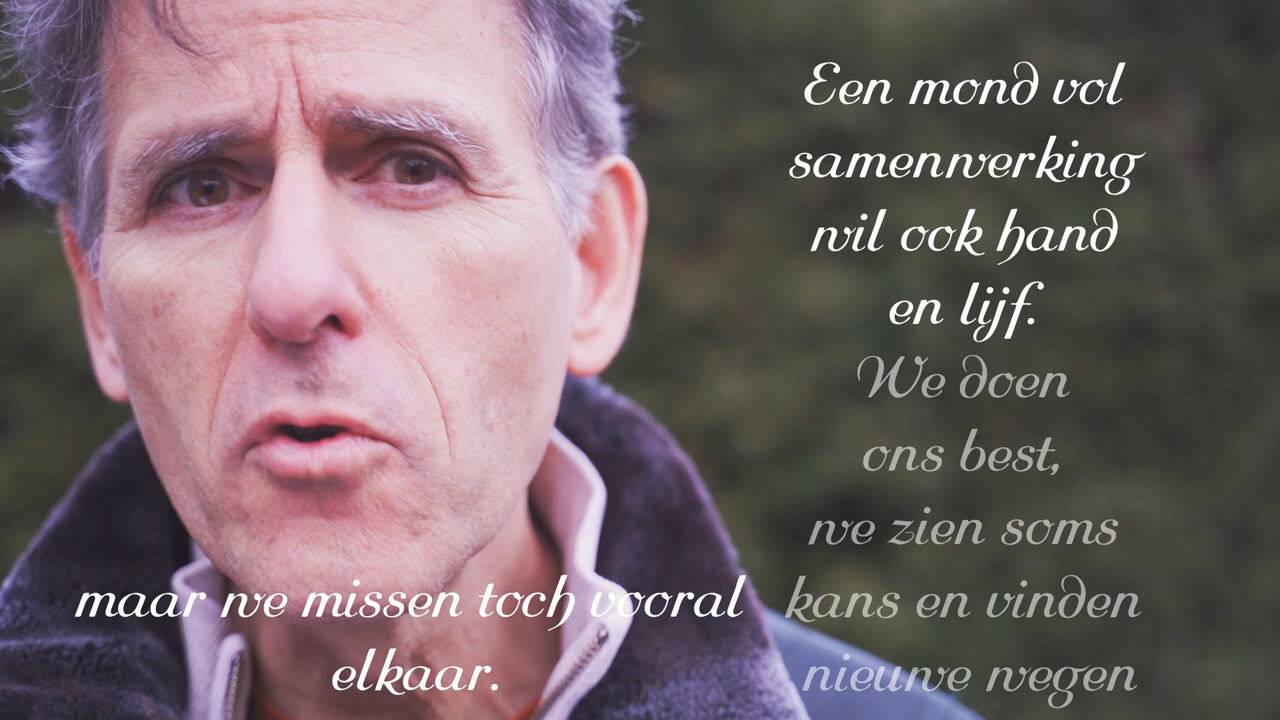 Een mond vol
samenwerking
wil ook hand
en lijf.
We doen
ons best,
we zien soms
kans en vinden
nieuwe wegen
maar we missen toch vooral
elkaar.